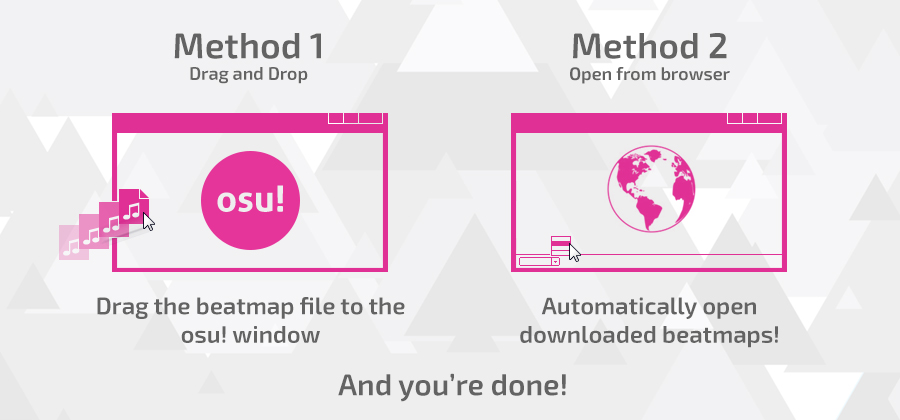 Method 1
Drag and Drop
osu!
Drag the beatmap file to the
osu! window
Method 2
Open from browser
Automatically open
downloaded beatmaps!
And you're done!